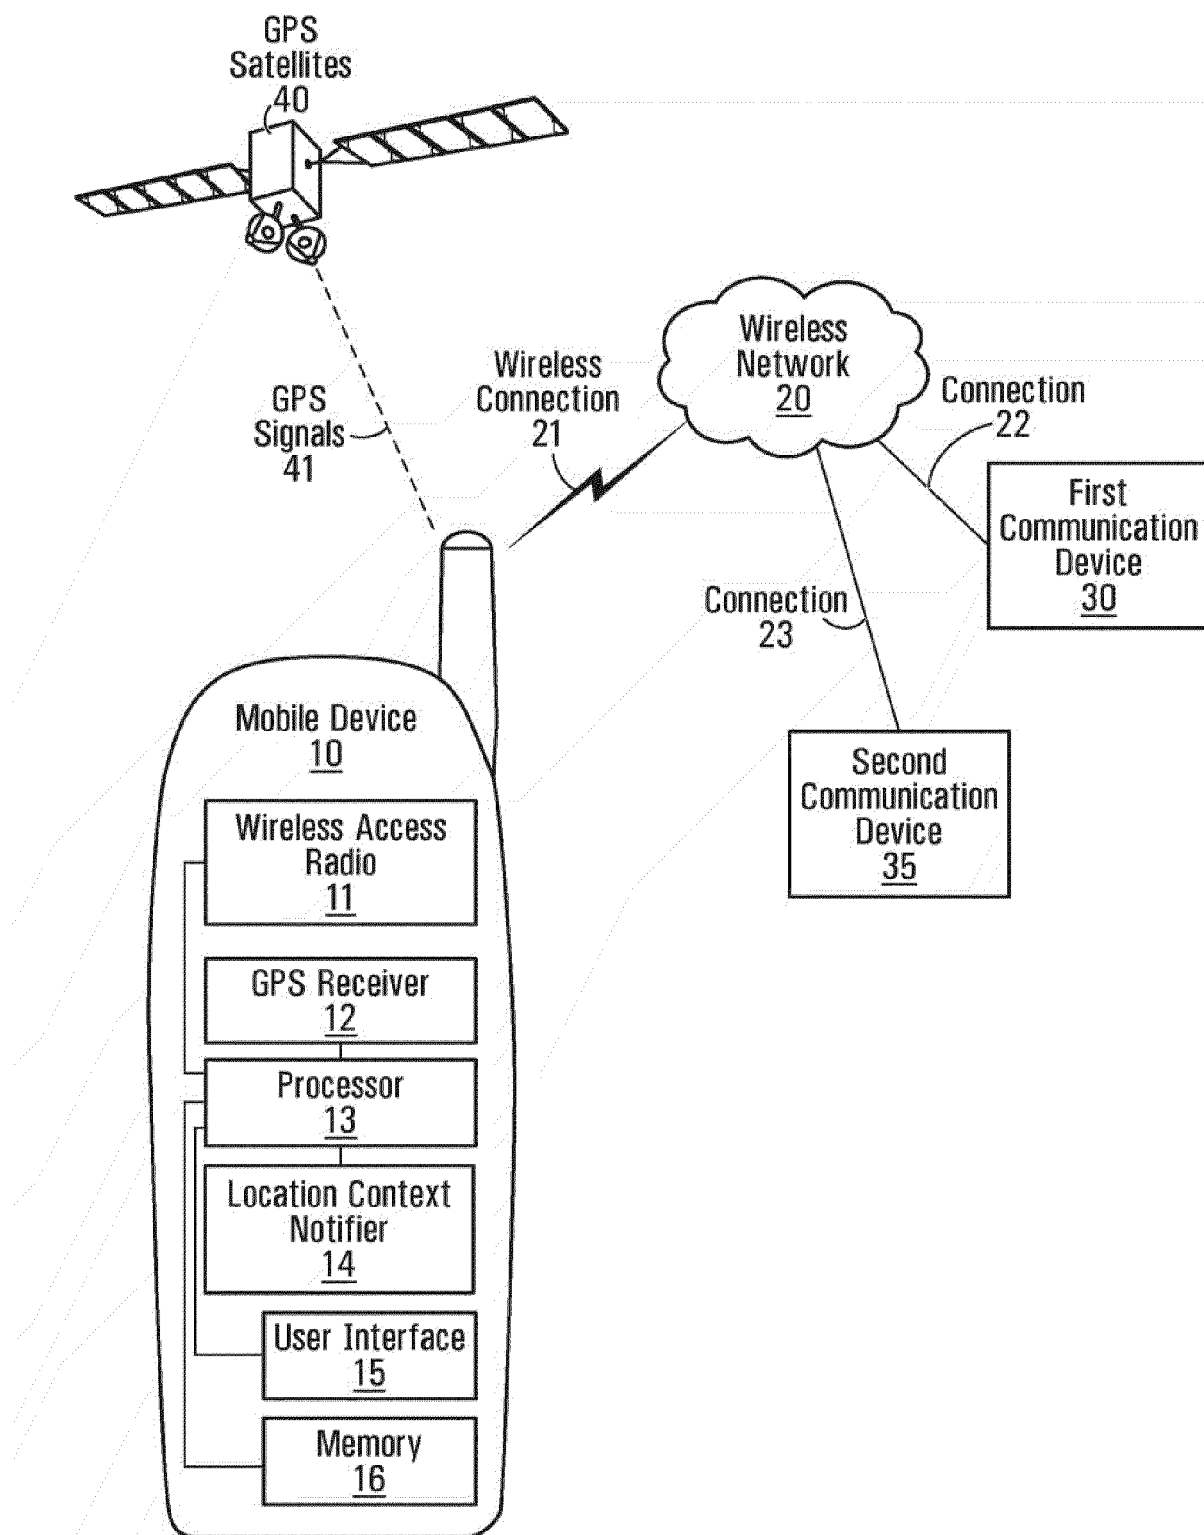 GPS
Satellites
40
Wireless
Network
20
Wireless
Connection
21
Connection
22
GPS
Signals
41
First
Communication
Device
30
Connection
23
Mobile Device
10
Second
Communication
Device
35
Wireless Access
Radio
11
GPS Receiver
12
Processor
13
Location Context
Notifier
14
User Interface
15
Memory
16